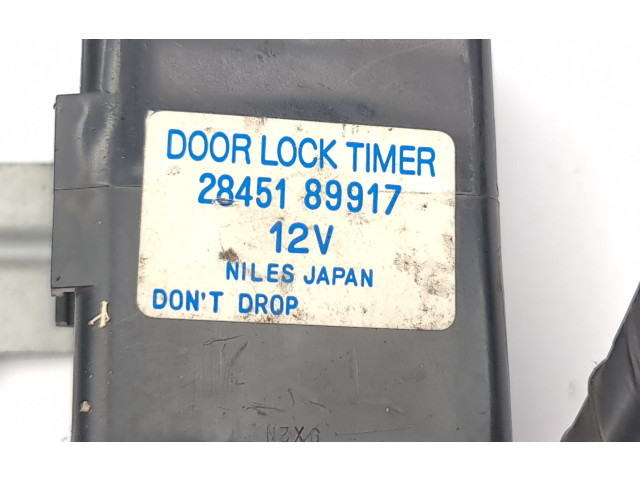 DOOR LOCK TIMER
28451 89917
12V
NILES JAPAN
DON'T DROP